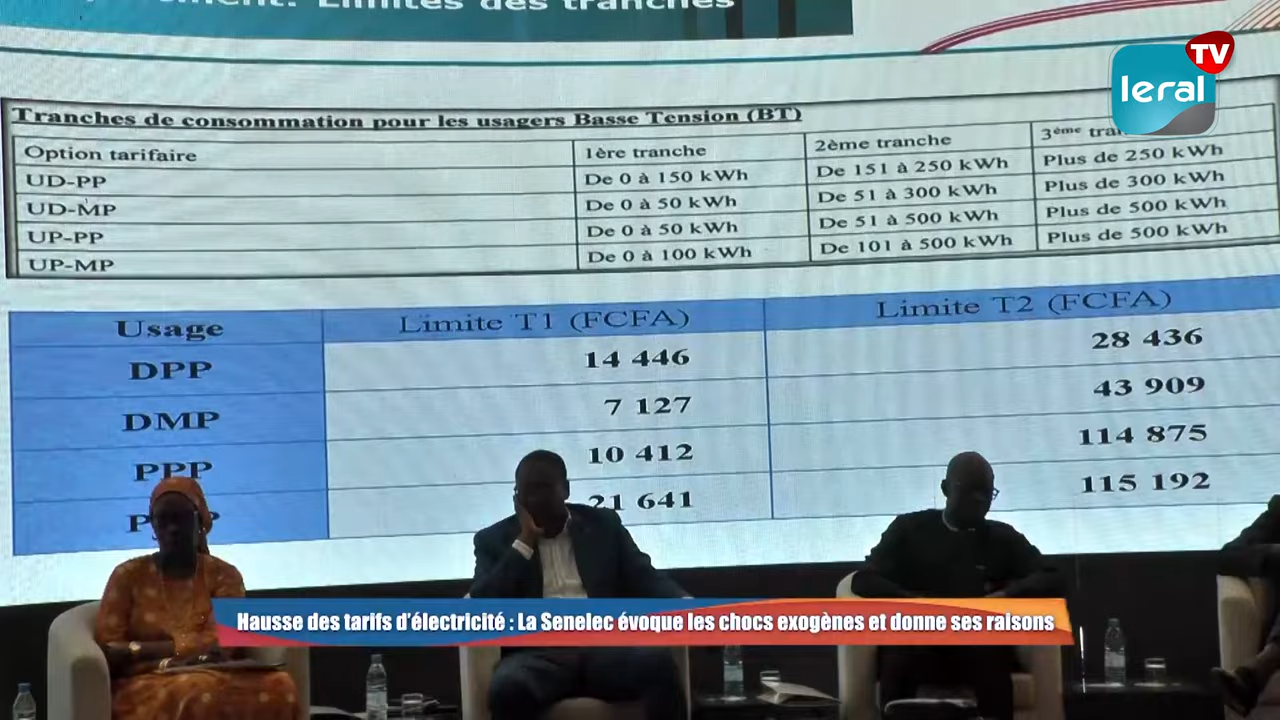 Limites des tranches
TV
leral
Tranches de consommation pour les usagers Basse Tension (BT)
Option tarifaire 1ère tranche 2ème tranche 3ème
UD-PP De 0 à 150 kWh De 151 à 250 kWh Plus de 250 kWh
UD-MP De 0 à 50 kWh De 51 à 300 kWh Plus de 300 kWh
UP-PP De 0 à 50 kWh De 51 à 500 kWh Plus de 500 kWh
UP-MP De 0 à 100 kWh De 101 à 500 kWh Plus de 500 kWh
Usage Limite T1 (FCFA) Limite T2 (FCFA)
DPP 14 446 28 436
DMP 7 127 43 909
PPP 10 412 114 875
21 641 115 192
Hausse des tarifs d'électricité : La Senelec évoque les chocs exogènes et donne ses raisons